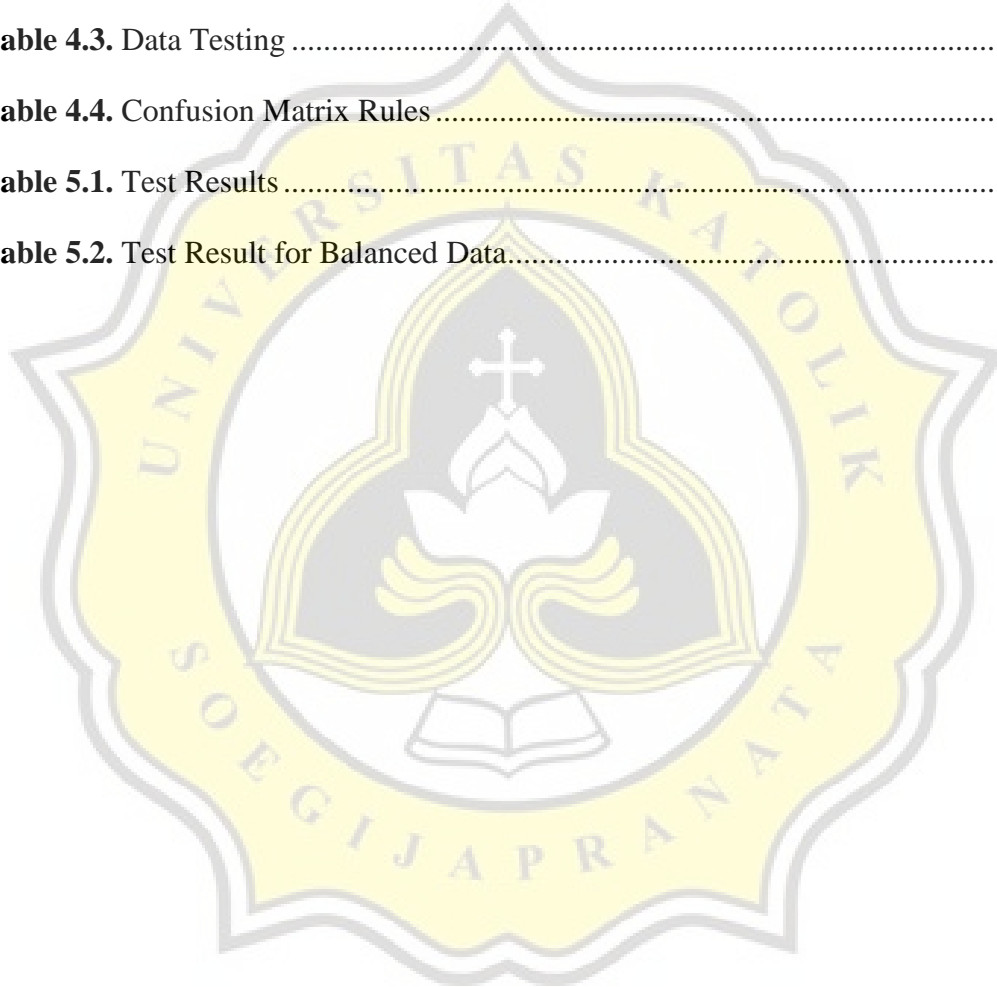 able 4.3. Data Testing ........................................................................................
able 4.4. Confusion Matrix Rules ......................................................................
able 5.1. Test Results .........................................................................................
able 5.2. Test Result for Balanced Data............................................................
UNIVERSITAS KATOLIK
SOEGIJAPRANATA